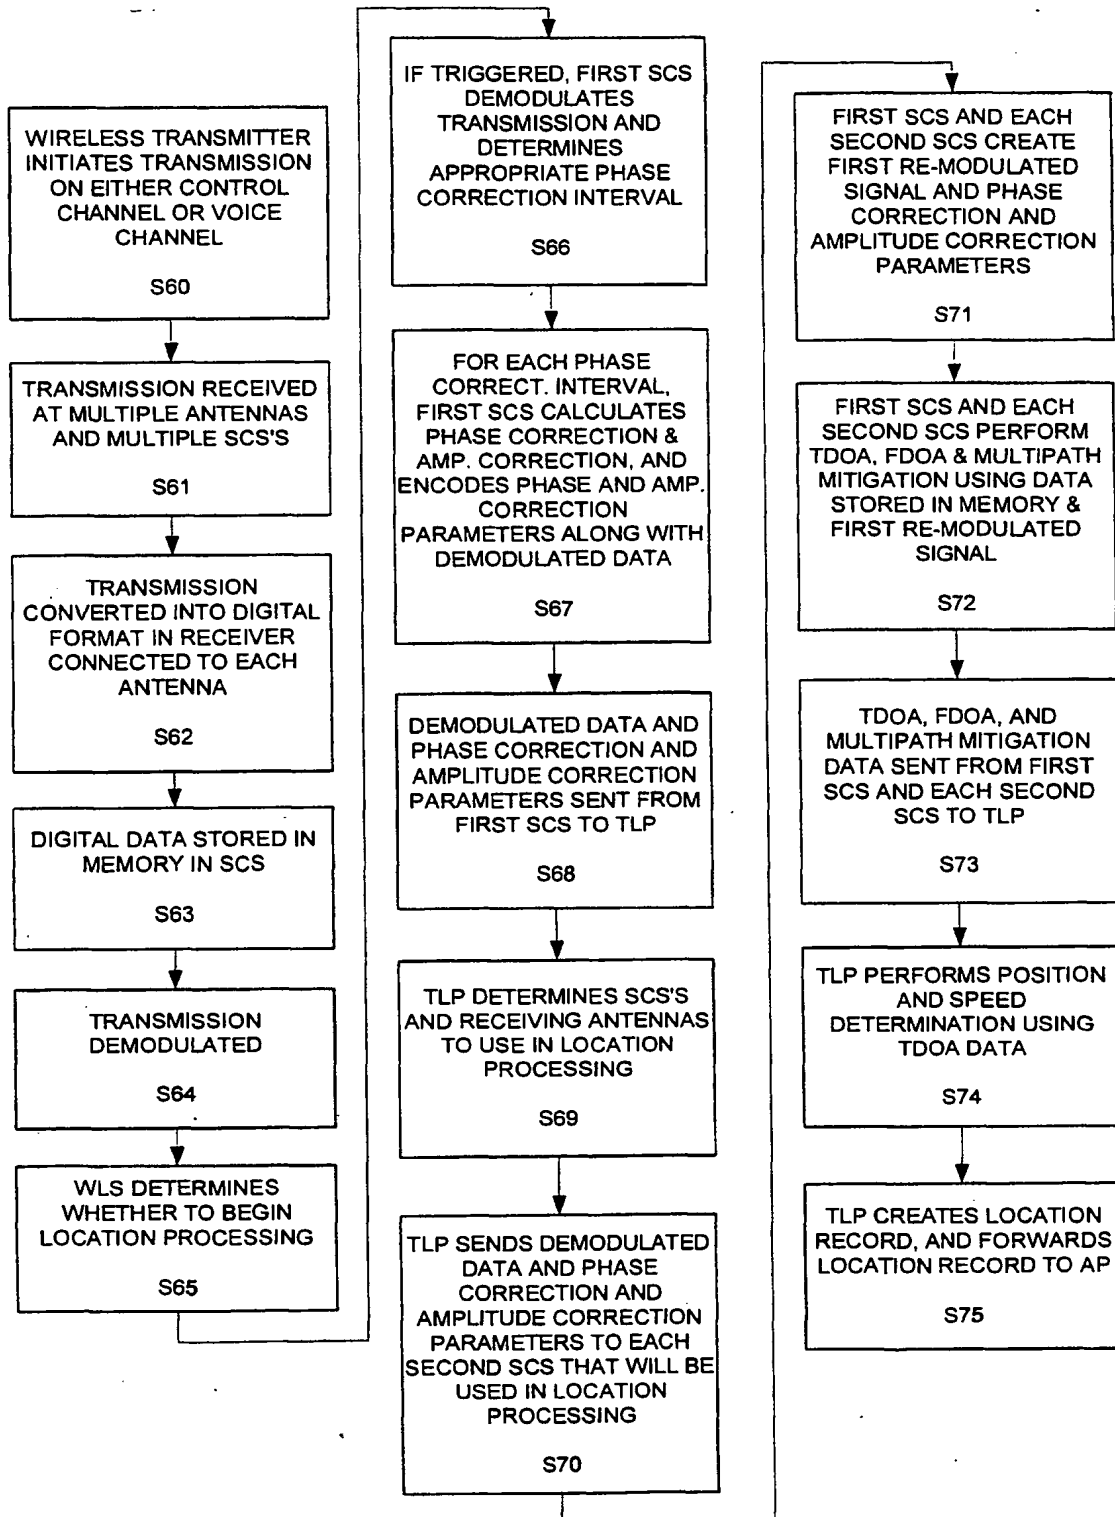 WIRELESS TRANSMITTER
INITIATES TRANSMISSION
ON EITHER CONTROL
CHANNEL OR VOICE
CHANNEL
S60
TRANSMISSION RECEIVED
AT MULTIPLE ANTENNAS
AND MULTIPLE SCS'S
S61
TRANSMISSION
CONVERTED INTO DIGITAL
FORMAT IN RECEIVER
CONNECTED TO EACH
ANTENNA
S62
DIGITAL DATA STORED IN
MEMORY IN SCS
S63
TRANSMISSION
DEMODULATED
S64
WLS DETERMINES
WHETHER TO BEGIN
LOCATION PROCESSING
S65
IF TRIGGERED, FIRST SCS
DEMODULATES
TRANSMISSION AND
DETERMINES
APPROPRIATE PHASE
CORRECTION INTERVAL
S66
FOR EACH PHASE
CORRECT. INTERVAL,
FIRST SCS CALCULATES
PHASE CORRECTION &
AMP. CORRECTION, AND
ENCODES PHASE AND AMP.
CORRECTION
PARAMETERS ALONG WITH
DEMODULATED DATA
S67
DEMODULATED DATA AND
PHASE CORRECTION AND
AMPLITUDE CORRECTION
PARAMETERS SENT FROM
FIRST SCS TO TLP
S68
TLP DETERMINES SCS'S
AND RECEIVING ANTENNAS
TO USE IN LOCATION
PROCESSING
S69
TLP SENDS DEMODULATED
DATA AND PHASE
CORRECTION AND
AMPLITUDE CORRECTION
PARAMETERS TO EACH
SECOND SCS THAT WILL BE
USED IN LOCATION
PROCESSING
S70
FIRST SCS AND EACH
SECOND SCS CREATE
FIRST RE-MODULATED
SIGNAL AND PHASE
CORRECTION AND
AMPLITUDE CORRECTION
PARAMETERS
S71
FIRST SCS AND EACH
SECOND SCS PERFORM
TDOA, FDOA & MULTIPATH
MITIGATION USING DATA
STORED IN MEMORY &
FIRST RE-MODULATED
SIGNAL
S72
TDOA, FDOA, AND
MULTIPATH MITIGATION
DATA SENT FROM FIRST
SCS AND EACH SECOND
SCS TO TLP
S73
TLP PERFORMS POSITION
AND SPEED
DETERMINATION USING
TDOA DATA
S74
TLP CREATES LOCATION
RECORD, AND FORWARDS
LOCATION RECORD TO AP
S75